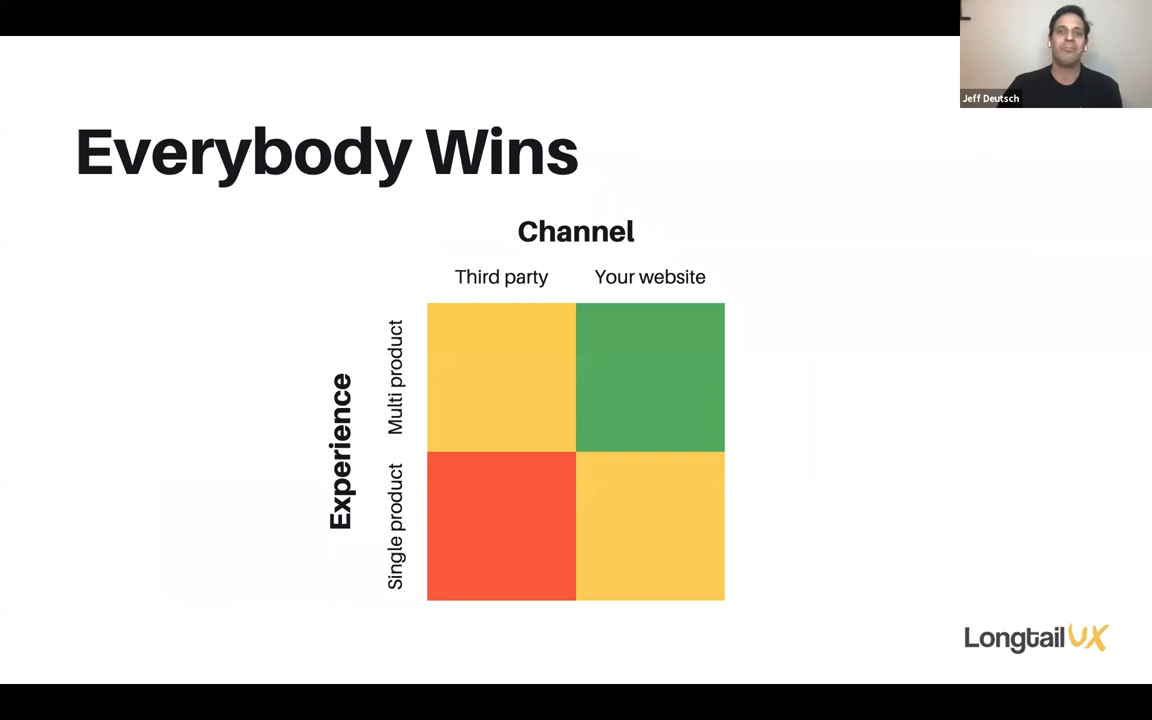 Jeff Deutsch
Everybody Wins
Channel
Third party Your website
Experience
Multi product
Single product
LongtailUX